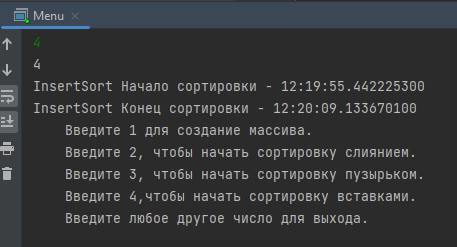 Menu
4
4
InsertSort Начало сортировки - 12:19:55.442225300
InsertSort Конец сортировки - 12:20:09.133670100
Введите 1 для создание массива.
Введите 2, чтобы начать сортировку слиянием.
Введите 3, чтобы начать сортировку пузырьком.
Введите 4,чтобы начать сортировку вставками.
Введите любое другое число для выхода.